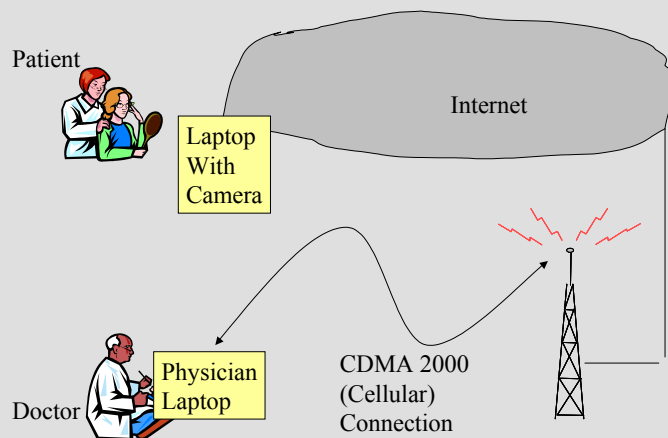 Patient
Internet
Laptop
With
Camera
Physician
Laptop
CDMA 2000
(Cellular)
Connection
Doctor